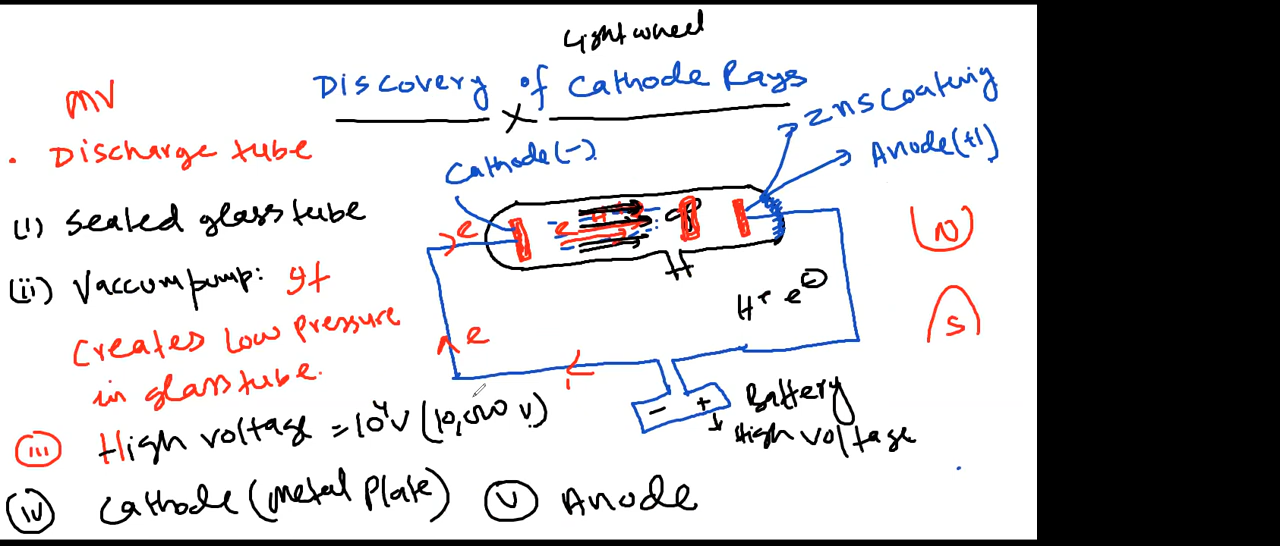 Light wheel
Discovery of Cathode Rays
mv
. Discharge tube
Cathode (-)
ZnS Coating
Anode (+)
(i) Sealed glass tube
e
e H+
N
(ii) Vaccum pump: It
Creates Low Pressure
in glass tube.
H+ e⊖
S
e
- +
Battery
High voltage
(iii) High voltage = 10⁴V (10,000 V)
(iv) Cathode (Metal Plate) (V) Anode